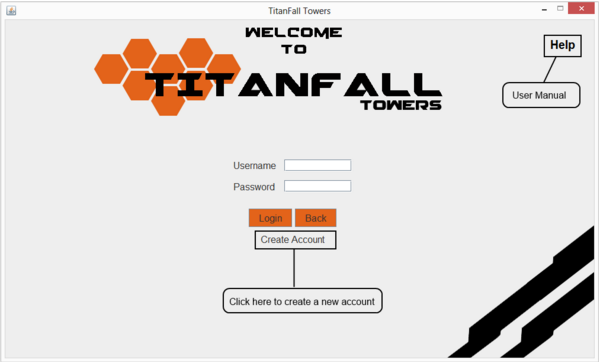 TitanFall Towers
WELCOME
TO
TITANFALL
TOWERS
Help
User Manual
Username
Password
Login Back
Create Account
Click here to create a new account